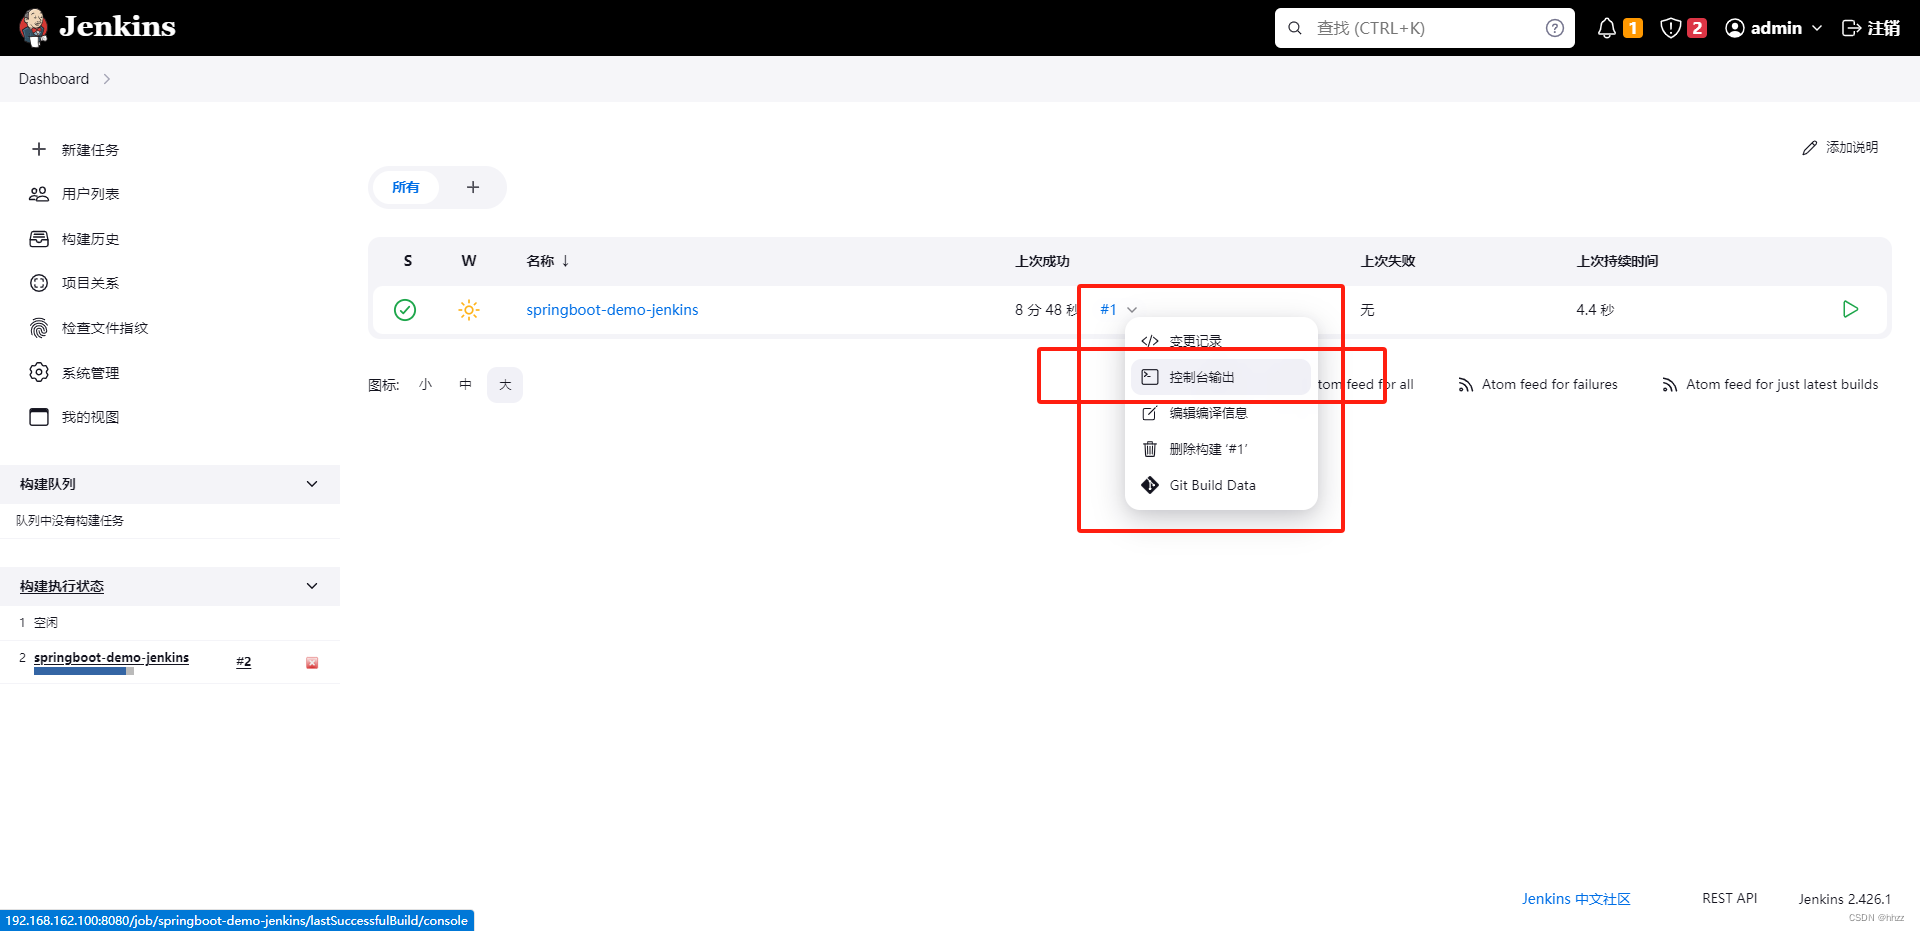 Jenkins
查找 (CTRL+K)
1
2
admin
注销
Dashboard
新建任务
用户列表
构建历史
项目关系
检查文件指纹
系统管理
我的视图
构建队列
队列中没有构建任务
构建执行状态
1 空闲
2 springboot-demo-jenkins #2
添加说明
所有
S W 名称 ↓ 上次成功 上次失败 上次持续时间
springboot-demo-jenkins 8 分 48 秒 #1 无 4.4 秒
变更记录
控制台输出
编辑编译信息
删除构建 ‘#1’
Git Build Data
图标: 小 中 大
tom feed for all
Atom feed for failures
Atom feed for just latest builds
Jenkins 中文社区
REST API
Jenkins 2.426.1
192.168.162.100:8080/job/springboot-demo-jenkins/lastSuccessfulBuild/console
CSDN @hhzz